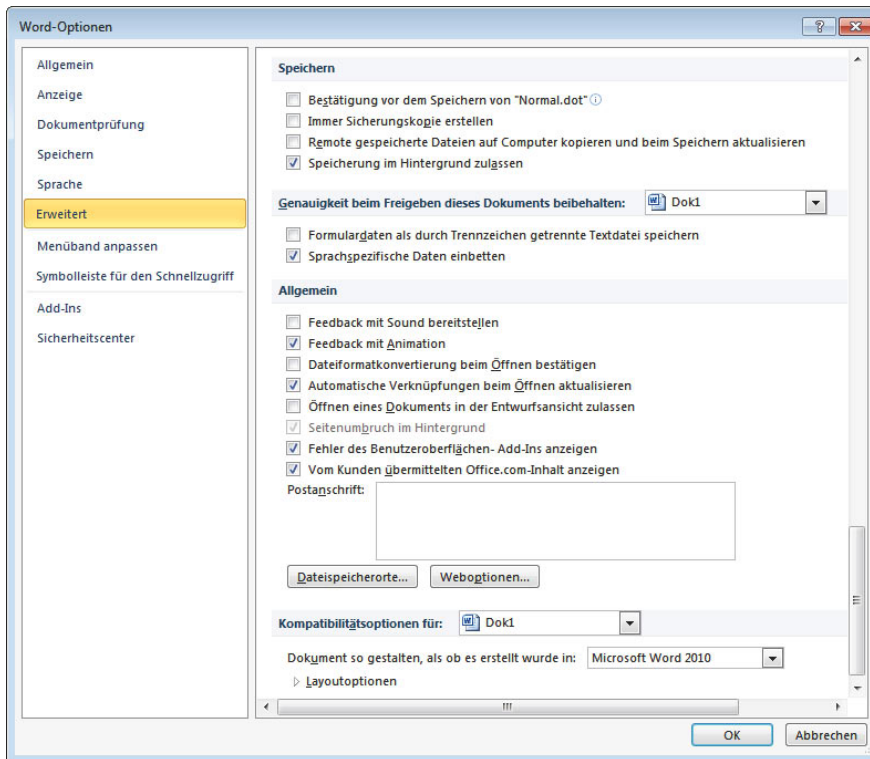 Word-Optionen
Allgemein
Anzeige
Dokumentprüfung
Speichern
Sprache
Erweitert
Menüband anpassen
Symbolleiste für den Schnellzugriff
Add-Ins
Sicherheitscenter
Speichern
Bestätigung vor dem Speichern von "Normal.dot"
Immer Sicherungskopie erstellen
Remote gespeicherte Dateien auf Computer kopieren und beim Speichern aktualisieren
Speicherung im Hintergrund zulassen
Genauigkeit beim Freigeben dieses Dokuments beibehalten: Dok1
Formulardaten als durch Trennzeichen getrennte Textdatei speichern
Sprachspezifische Daten einbetten
Allgemein
Feedback mit Sound bereitstellen
Feedback mit Animation
Dateiformatkonvertierung beim Öffnen bestätigen
Automatische Verknüpfungen beim Öffnen aktualisieren
Öffnen eines Dokuments in der Entwurfsansicht zulassen
Seitenumbruch im Hintergrund
Fehler des Benutzeroberflächen- Add-Ins anzeigen
Vom Kunden übermittelten Office.com-Inhalt anzeigen
Postanschrift:
Dateispeicherorte... Weboptionen...
Kompatibilitätsoptionen für: Dok1
Dokument so gestalten, als ob es erstellt wurde in: Microsoft Word 2010
Layoutoptionen
OK Abbrechen